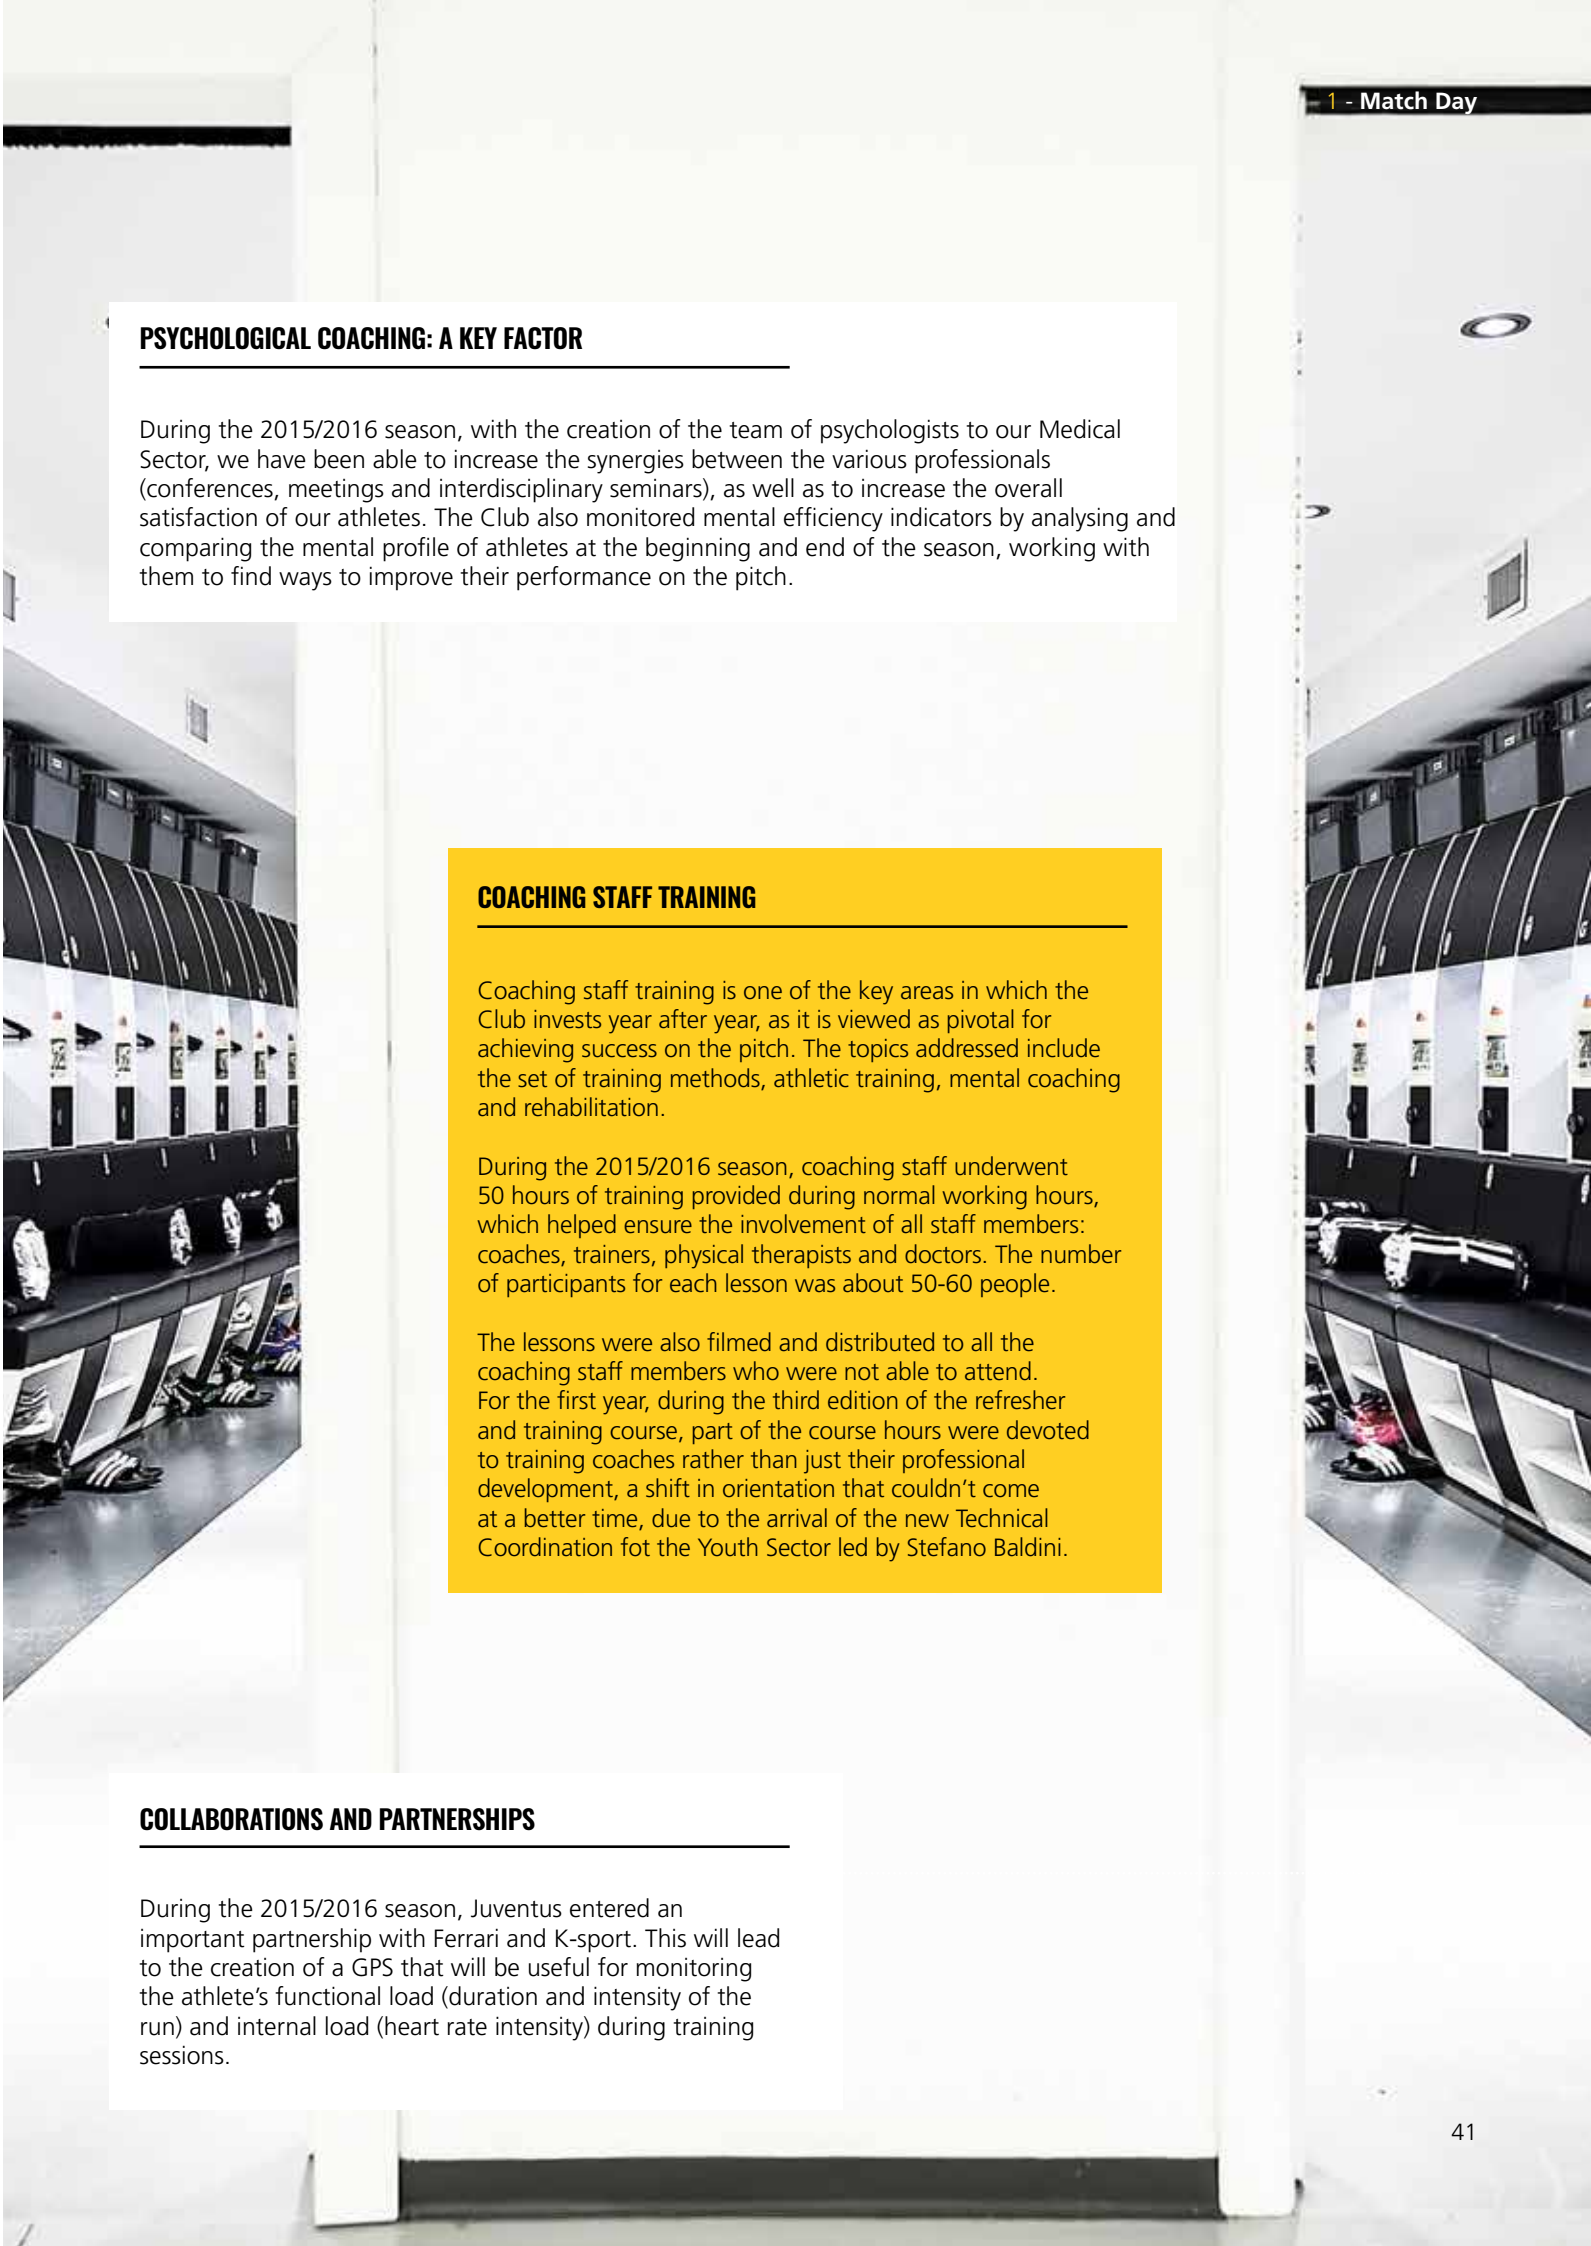 1 - Match Day
PSYCHOLOGICAL COACHING: A KEY FACTOR
During the 2015/2016 season, with the creation of the team of psychologists to our Medical
Sector, we have been able to increase the synergies between the various professionals
(conferences, meetings and interdisciplinary seminars), as well as to increase the overall
satisfaction of our athletes. The Club also monitored mental efficiency indicators by analysing and
comparing the mental profile of athletes at the beginning and end of the season, working with
them to find ways to improve their performance on the pitch.
COACHING STAFF TRAINING
Coaching staff training is one of the key areas in which the
Club invests year after year, as it is viewed as pivotal for
achieving success on the pitch. The topics addressed include
the set of training methods, athletic training, mental coaching
and rehabilitation.
During the 2015/2016 season, coaching staff underwent
50 hours of training provided during normal working hours,
which helped ensure the involvement of all staff members:
coaches, trainers, physical therapists and doctors. The number
of participants for each lesson was about 50-60 people.
The lessons were also filmed and distributed to all the
coaching staff members who were not able to attend.
For the first year, during the third edition of the refresher
and training course, part of the course hours were devoted
to training coaches rather than just their professional
development, a shift in orientation that couldn’t come
at a better time, due to the arrival of the new Technical
Coordination fot the Youth Sector led by Stefano Baldini.
COLLABORATIONS AND PARTNERSHIPS
During the 2015/2016 season, Juventus entered an
important partnership with Ferrari and K-sport. This will lead
to the creation of a GPS that will be useful for monitoring
the athlete’s functional load (duration and intensity of the
run) and internal load (heart rate intensity) during training
sessions.
41